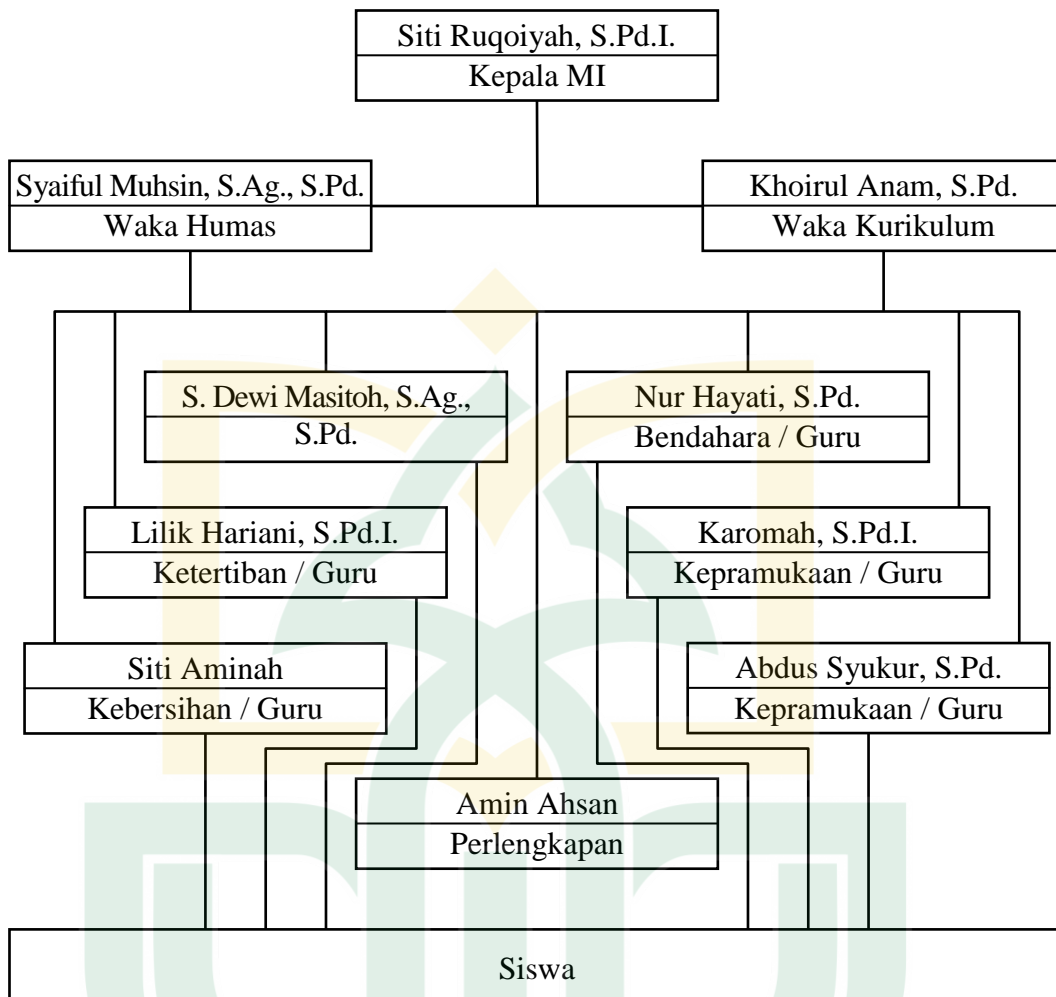 Siti Ruqoiyah, S.Pd.I.
Kepala MI
Syaiful Muhsin, S.Ag., S.Pd.
Waka Humas
Khoirul Anam, S.Pd.
Waka Kurikulum
S. Dewi Masitoh, S.Ag.,
S.Pd.
Nur Hayati, S.Pd.
Bendahara / Guru
Lilik Hariani, S.Pd.I.
Ketertiban / Guru
Karomah, S.Pd.I.
Kepramukaan / Guru
Siti Aminah
Kebersihan / Guru
Abdus Syukur, S.Pd.
Kepramukaan / Guru
Amin Ahsan
Perlengkapan
Siswa